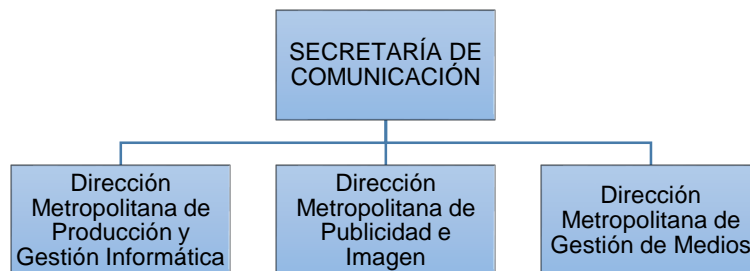 SECRETARÍA DE
COMUNICACIÓN
Dirección
Metropolitana de
Producción y
Gestión Informática
Dirección
Metropolitana de
Publicidad e
Imagen
Dirección
Metropolitana de
Gestión de Medios